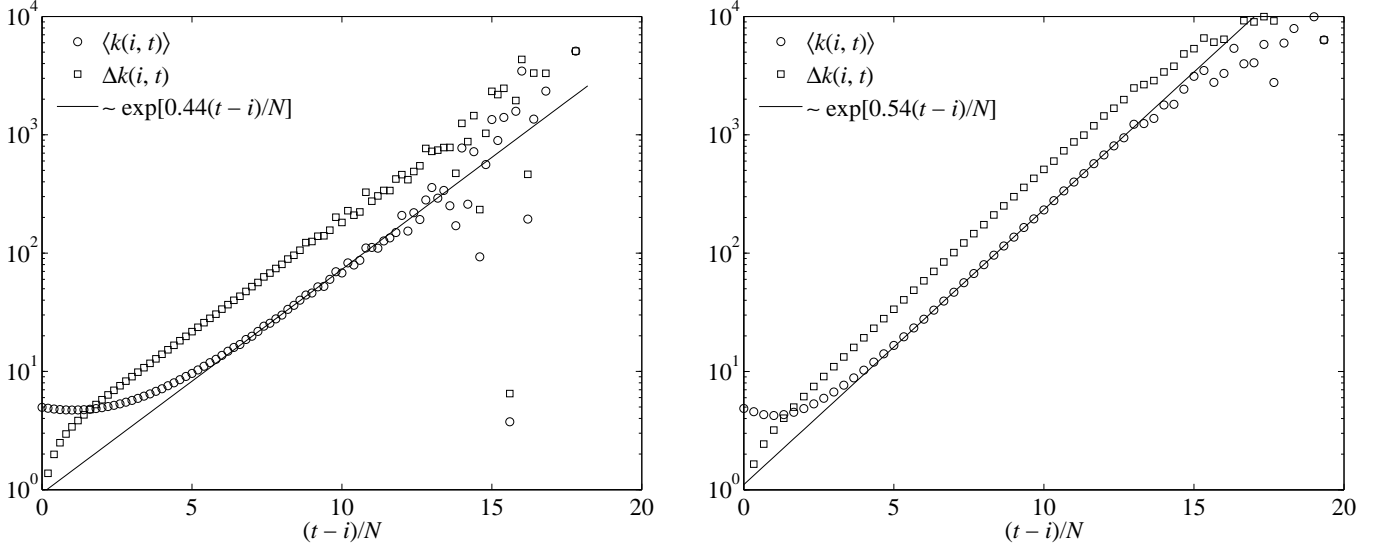 10^4
10^3
10^2
10^1
10^0
⟨k(i, t)⟩
Δk(i, t)
~ exp[0.44(t − i)/N]
0 5 10 15 20
(t − i)/N
10^4
10^3
10^2
10^1
10^0
⟨k(i, t)⟩
Δk(i, t)
~ exp[0.54(t − i)/N]
0 5 10 15 20
(t − i)/N